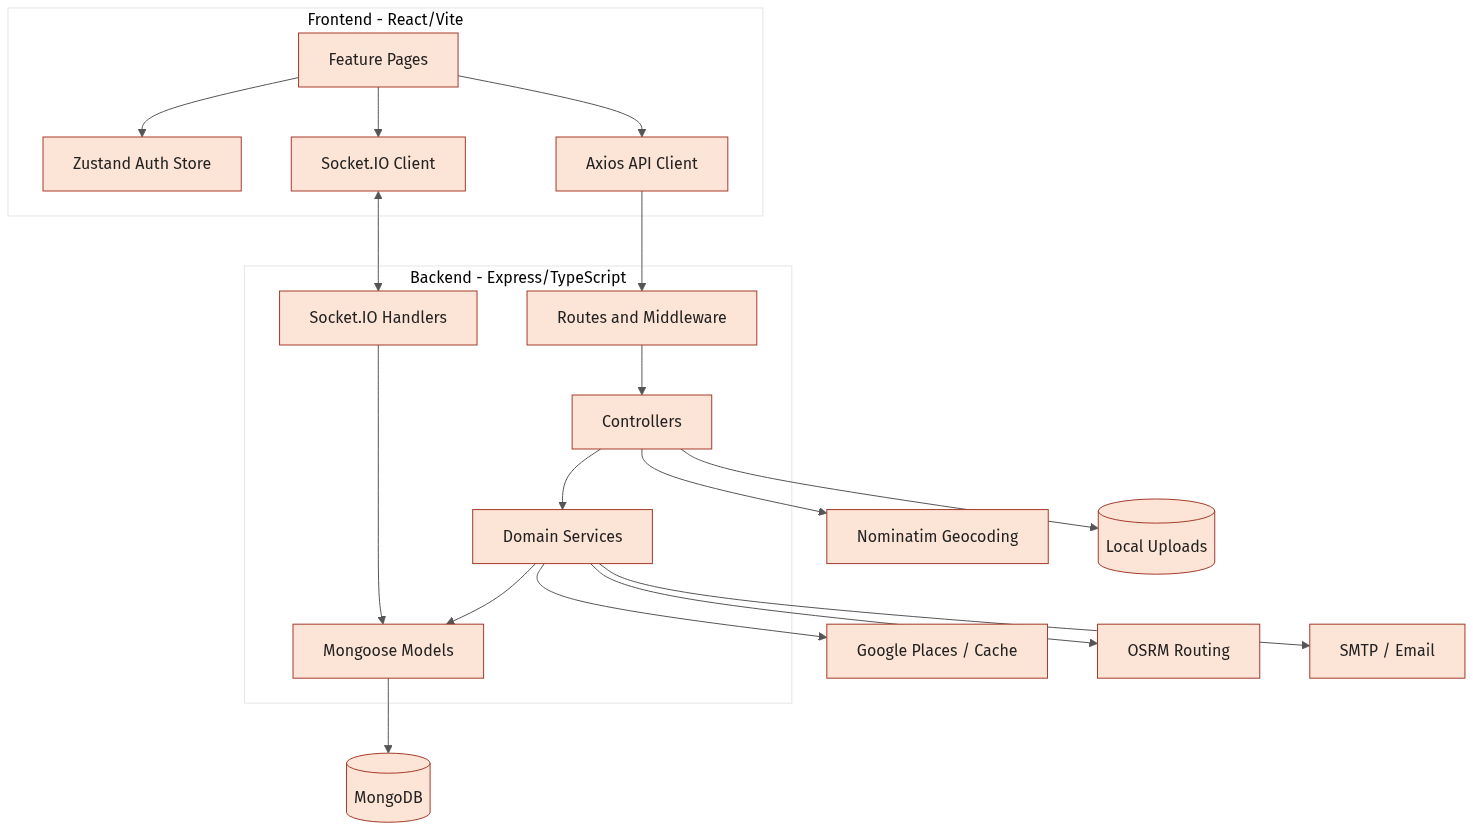 Frontend - React/Vite
Feature Pages
Zustand Auth Store
Socket.IO Client
Axios API Client
Backend - Express/TypeScript
Socket.IO Handlers
Routes and Middleware
Controllers
Domain Services
Nominatim Geocoding
Local Uploads
Mongoose Models
Google Places / Cache
OSRM Routing
SMTP / Email
MongoDB